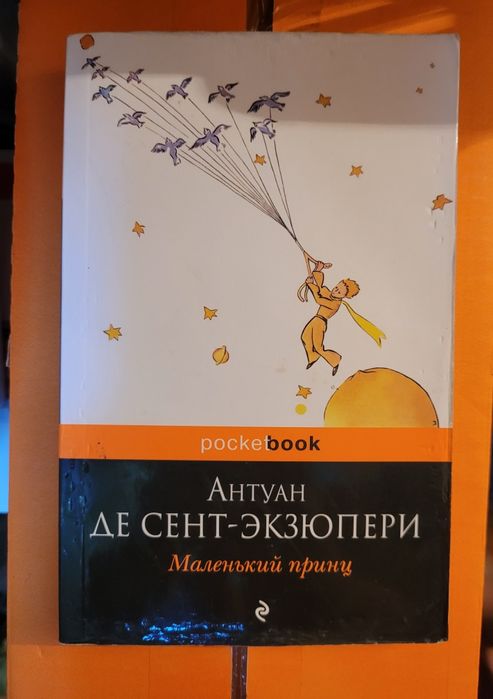 pocketbook
Антуан
де Сент-Экзюпери
Маленький принц